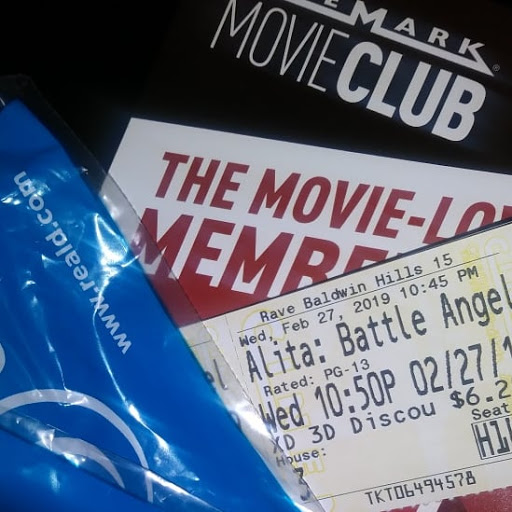 EMARK
MOVIE CLUB
THE MOVIE-LO
MEMBE
www.reald.com
Rave Baldwin Hills 15
Wed, Feb 27, 2019 10:45 PM
Alita: Battle Angel
Rated: PG-13
Wed 10:50P 02/27/1
XD 3D Discou $6.2
Seat
House:
H1
3
TKT06494578